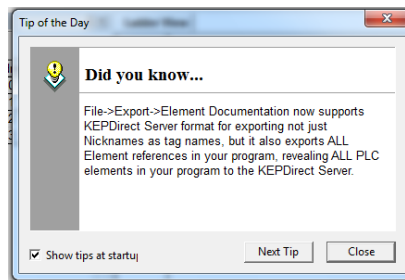 Tip of the Day
Did you know...
File->Export->Element Documentation now supports
KEPDirect Server format for exporting not just
Nicknames as tag names, but it also exports ALL
Element references in your program, revealing ALL PLC
elements in your program to the KEPDirect Server.
Show tips at startu
Next Tip
Close